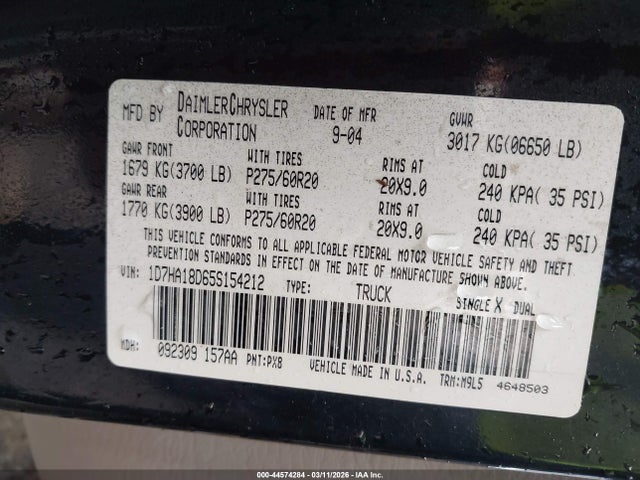 MFD BY DAIMLERCHRYSLER CORPORATION DATE OF MFR 9-04 GVWR 3017 KG(06650 LB)
GAWR FRONT WITH TIRES RIMS AT COLD
1679 KG(3700 LB) P275/60R20 20X9.0 240 KPA( 35 PSI)
GAWR REAR WITH TIRES RIMS AT COLD
1770 KG(3900 LB) P275/60R20 20X9.0 240 KPA( 35 PSI)
THIS VEHICLE CONFORMS TO ALL APPLICABLE FEDERAL MOTOR VEHICLE SAFETY AND THEFT
PREVENTION STANDARDS IN EFFECT ON THE DATE OF MANUFACTURE SHOWN ABOVE.
VIN: 1D7HA18D65S154212 TYPE: TRUCK SINGLE X DUAL
MDH: 092309 157AA PNT:PX8 VEHICLE MADE IN U.S.A. TRM:M9L5 4648503
000-44574284 - 03/11/2026 - IAA Inc.